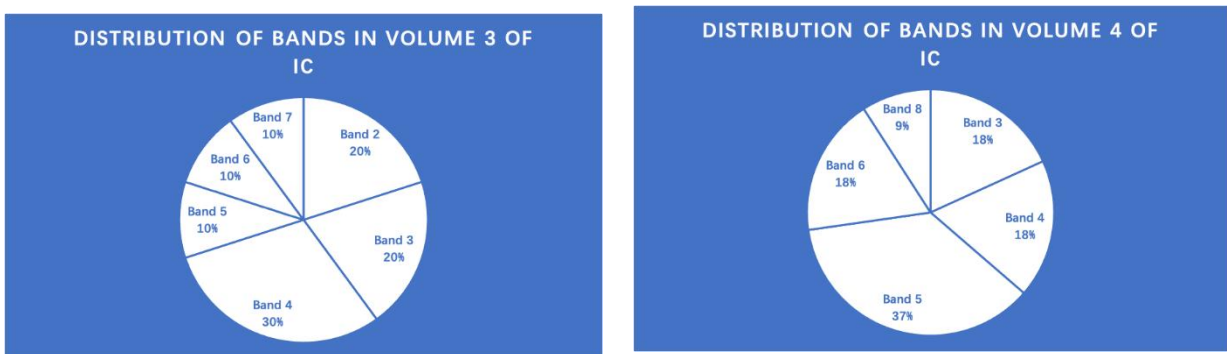 DISTRIBUTION OF BANDS IN VOLUME 3 OF
IC
Band 7
10%
Band 2
20%
Band 6
10%
Band 5
10%
Band 3
20%
Band 4
30%
DISTRIBUTION OF BANDS IN VOLUME 4 OF
IC
Band 8
9%
Band 3
18%
Band 6
18%
Band 4
18%
Band 5
37%